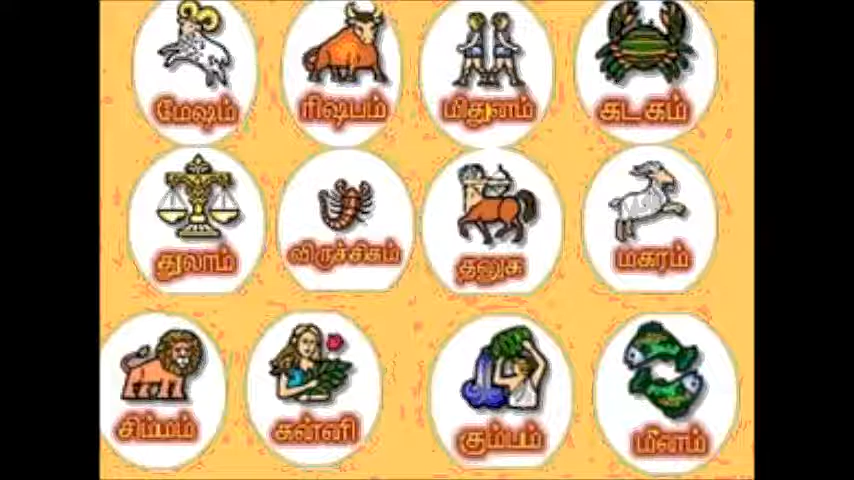 மேஷம்
ரிஷபம்
மிதுனம்
கடகம்
துலாம்
விருச்சிகம்
தனுசு
மகரம்
சிம்மம்
கன்னி
கும்பம்
மீனம்